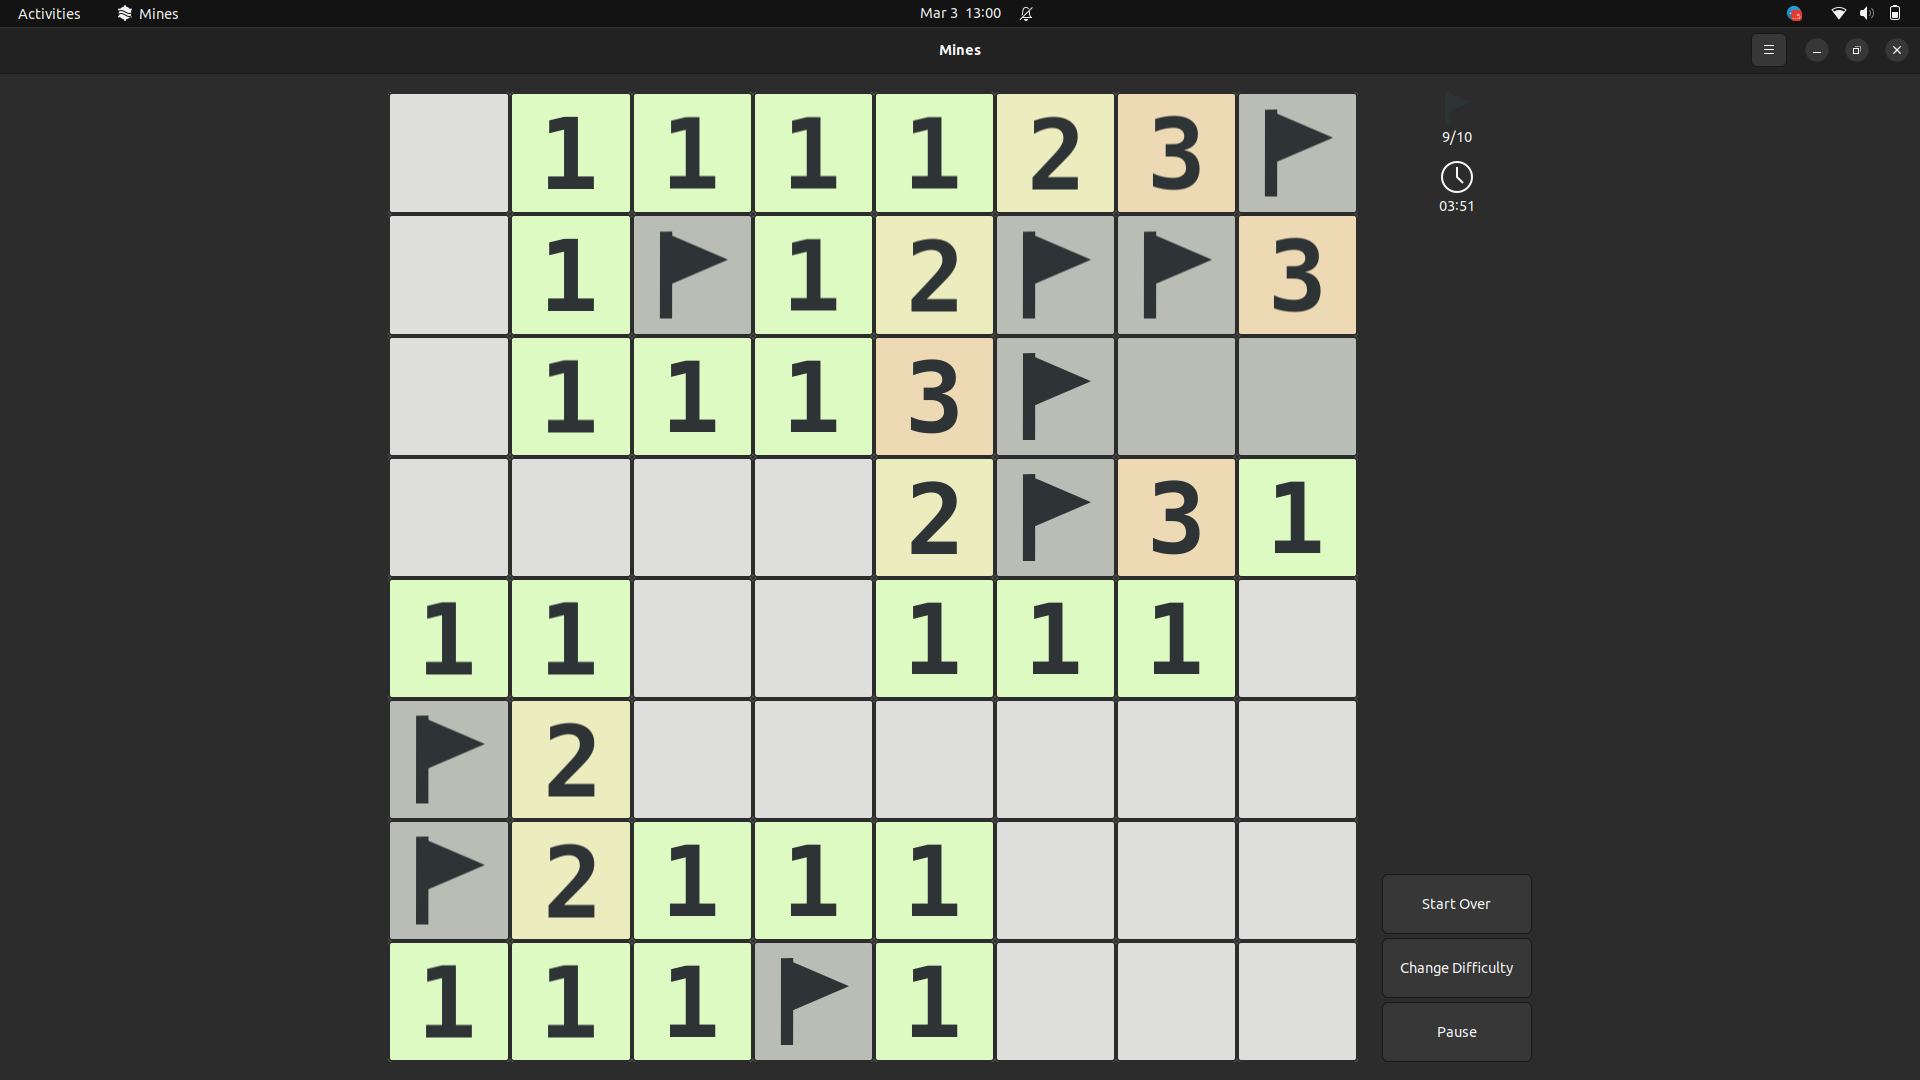 Activities Mines Mar 3 13:00
Mines
1 1 1 1 2 3
9/10
03:51
1 1 2 3
1 1 1 3
2 3 1
1 1 1 1 1
2
2 1 1 1
Start Over
1 1 1 1
Change Difficulty
Pause